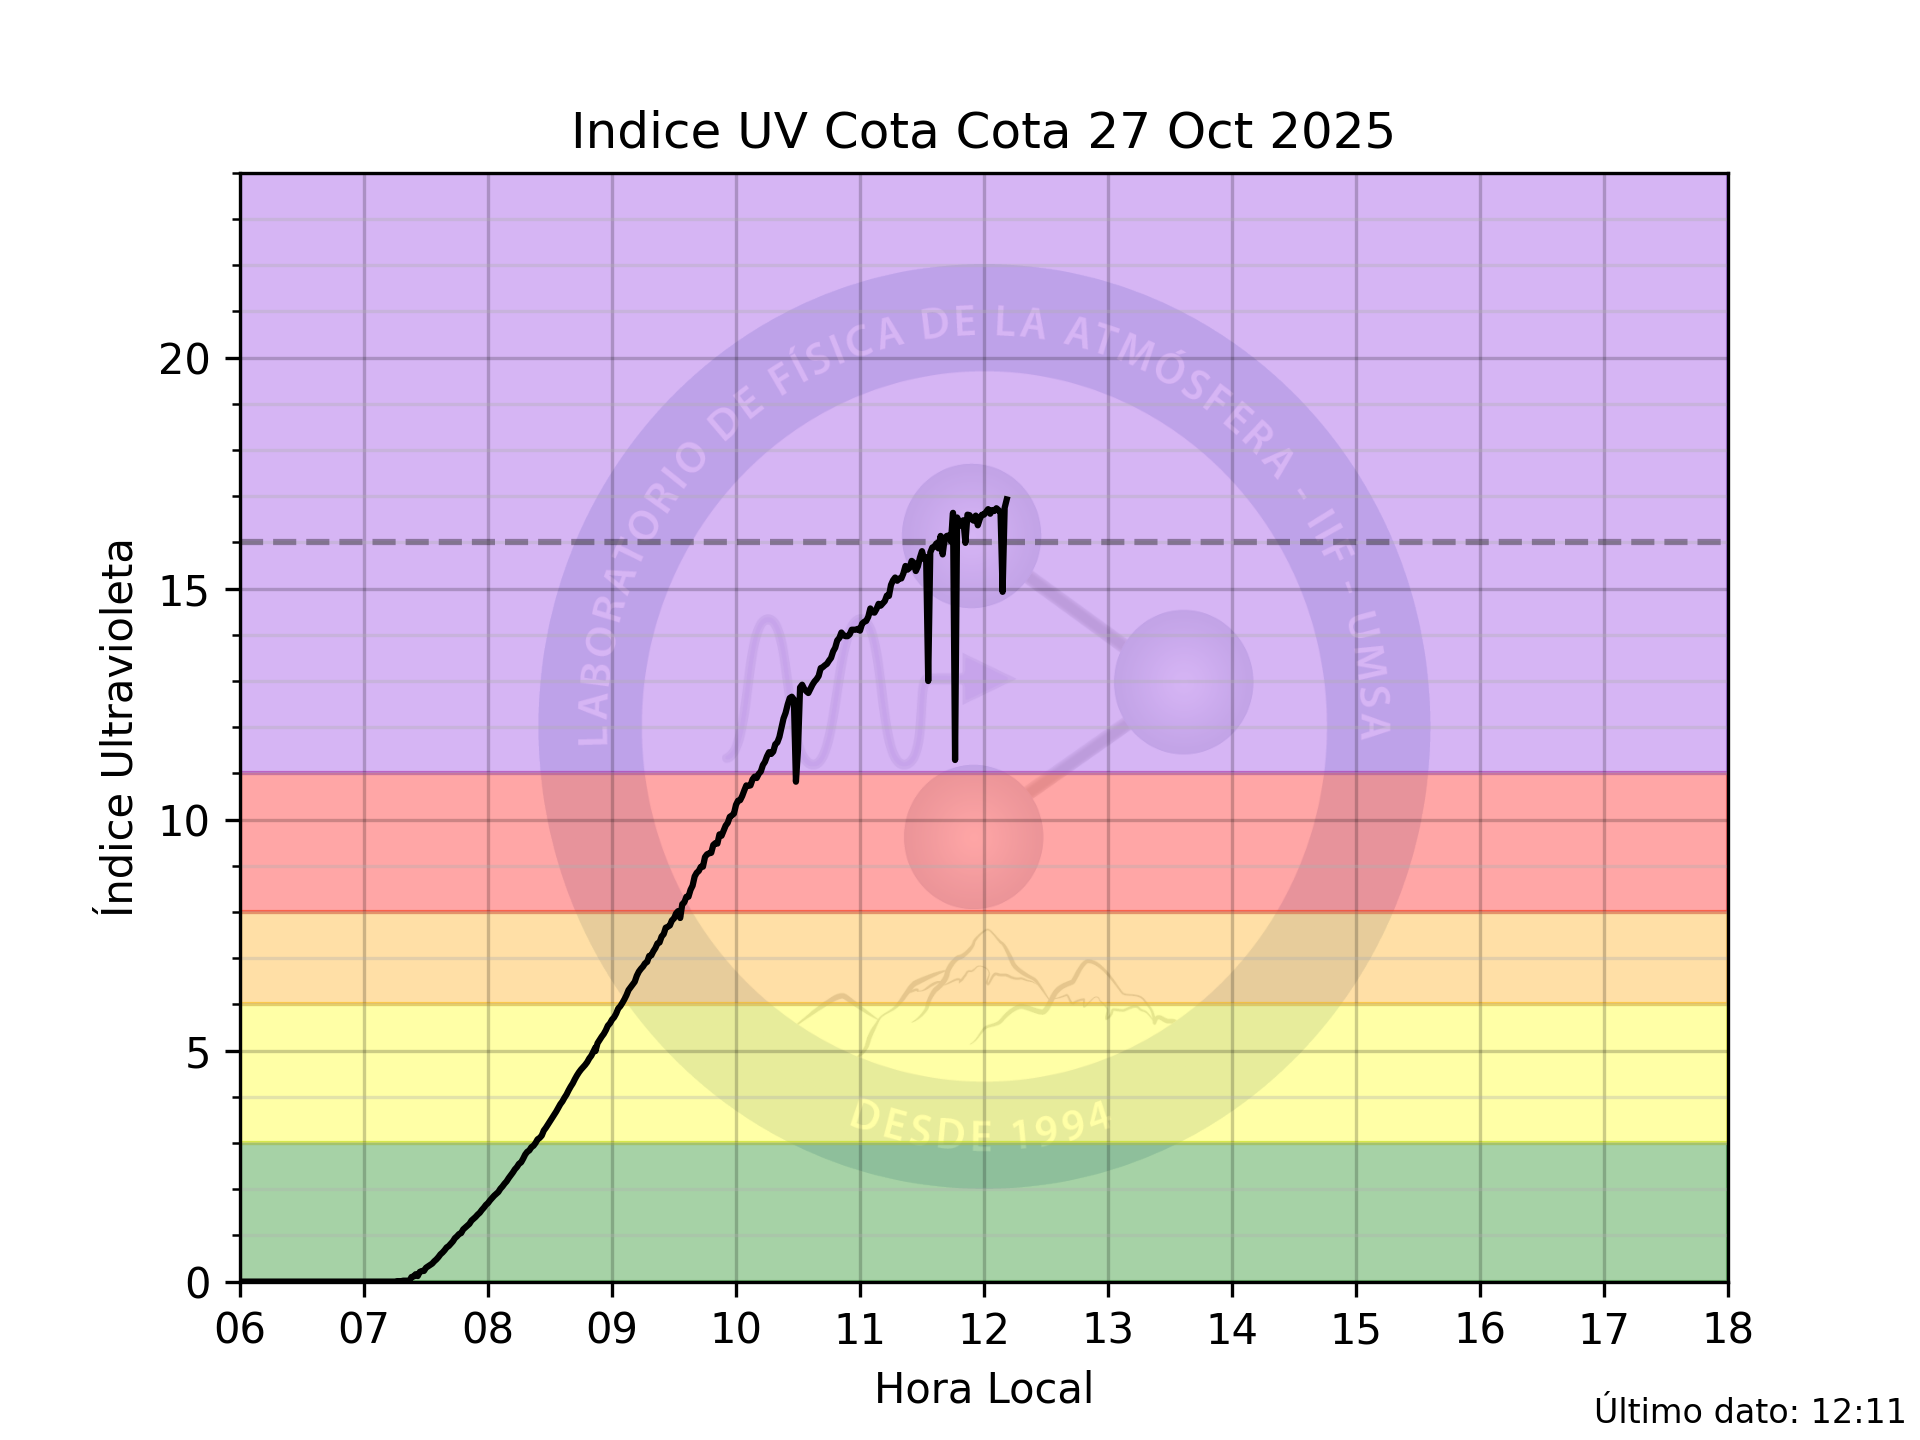 Indice UV Cota Cota 27 Oct 2025
Índice Ultravioleta
20
15
10
5
0
LABORATORIO DE FÍSICA DE LA ATMÓSFERA - IIF - UMSA
DESDE 1994
06 07 08 09 10 11 12 13 14 15 16 17 18
Hora Local
Último dato: 12:11